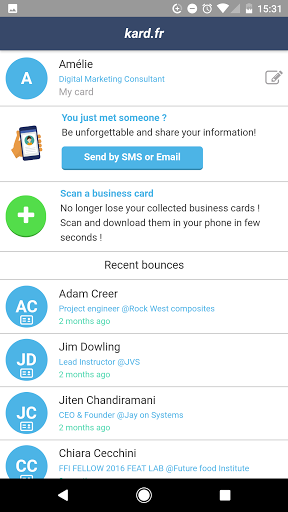 15:31
kard.fr
A
Amélie
Digital Marketing Consultant
My card
You just met someone ?
Be unforgettable and share your information!
Send by SMS or Email
Scan a business card
No longer lose your collected business cards !
Scan and download them in your phone in few
seconds !
Recent bounces
AC
Adam Creer
Project engineer @Rock West composites
2 months ago
JD
Jim Dowling
Lead Instructor @JVS
2 months ago
JC
Jiten Chandiramani
CEO & Founder @Jay on Systems
2 months ago
CC
Chiara Cecchini
FFI FELLOW 2016 FEAT LAB @Future food Institute
2 months ago